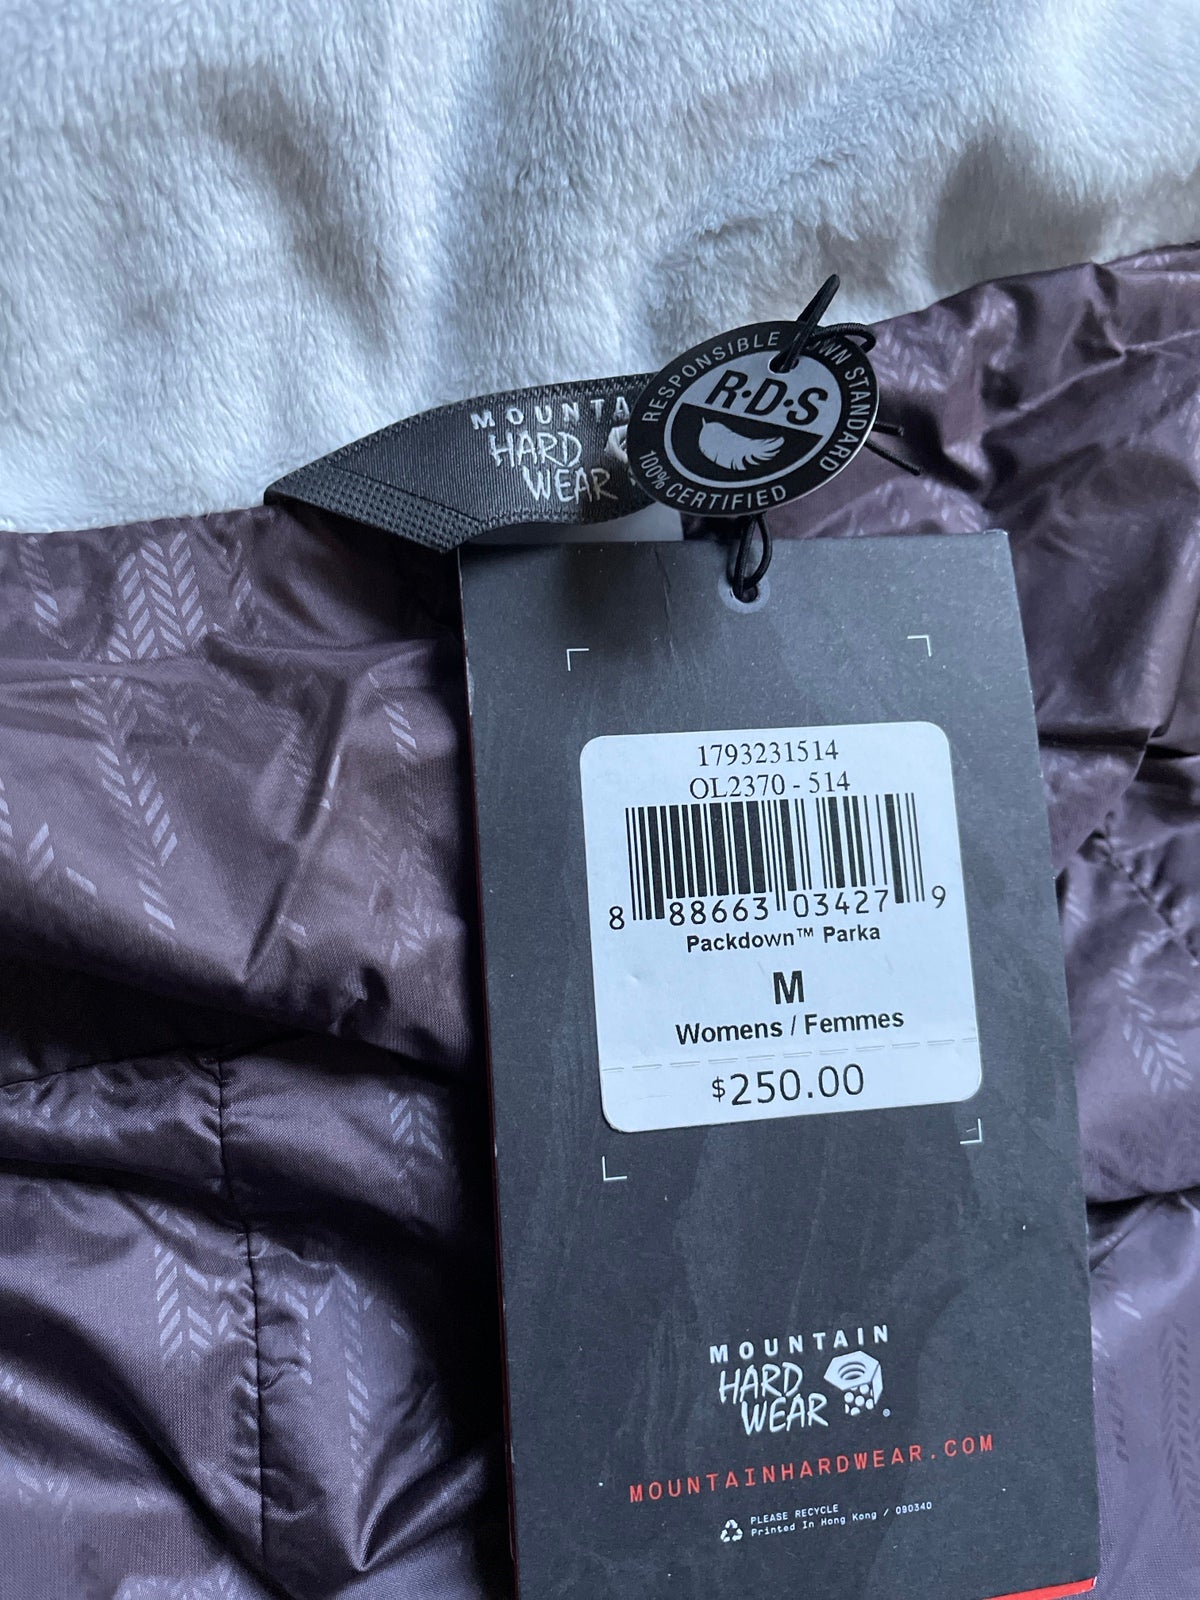 MOUNTA
HARD
WEAR
RESPONSIBLE DOWN STANDARD
R·D·S
100% CERTIFIED
1793231514
OL2370 - 514
8 88663 03427 9
Packdown™ Parka
M
Womens / Femmes
$250.00
MOUNTAIN
HARD
WEAR®
MOUNTAINHARDWEAR.COM
PLEASE RECYCLE
Printed In Hong Kong / 090340